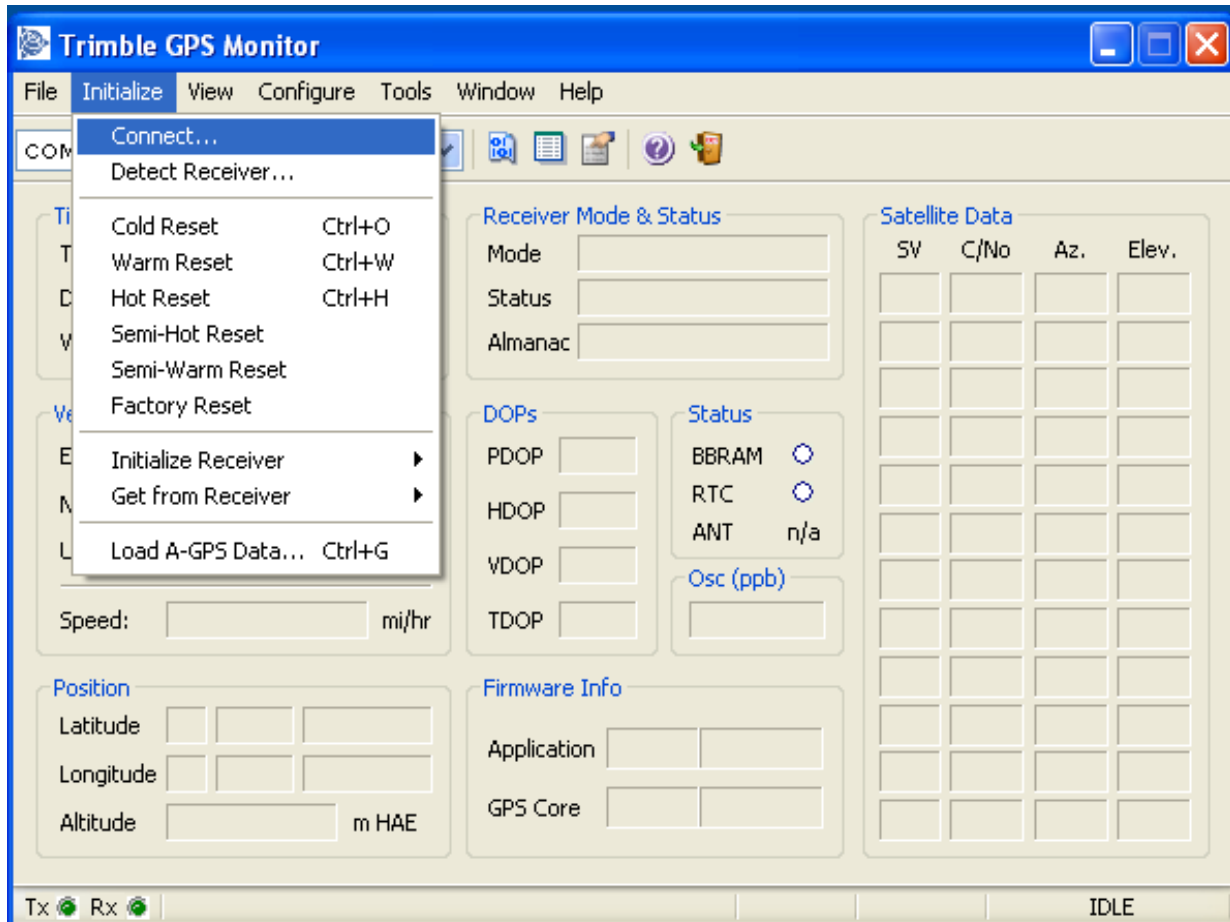 Trimble GPS Monitor
File Initialize View Configure Tools Window Help
COM
Connect...
Detect Receiver...
Cold Reset Ctrl+O
Warm Reset Ctrl+W
Hot Reset Ctrl+H
Semi-Hot Reset
Semi-Warm Reset
Factory Reset
Initialize Receiver
Get from Receiver
Load A-GPS Data... Ctrl+G
Speed: mi/hr
Position
Latitude
Longitude
Altitude m HAE
Receiver Mode & Status
Mode
Status
Almanac
DOPs
PDOP
HDOP
VDOP
TDOP
Status
BBRAM
RTC
ANT n/a
Osc (ppb)
Firmware Info
Application
GPS Core
Satellite Data
SV C/No Az. Elev.
Tx Rx IDLE